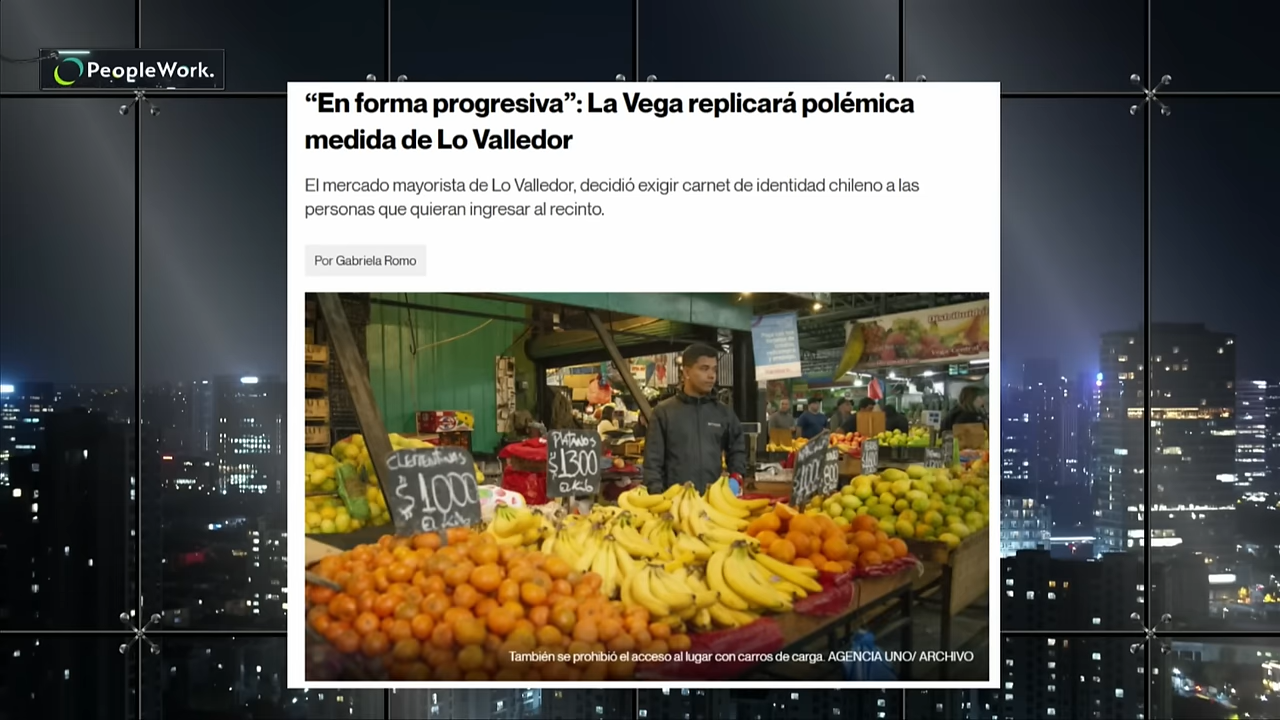 PeopleWork.
“En forma progresiva”: La Vega replicará polémica
medida de Lo Valledor
El mercado mayorista de Lo Valledor, decidió exigir carnet de identidad chileno a las
personas que quieran ingresar al recinto.
Por Gabriela Romo
CLEMENTINAS
$1000
El Kilo
PLATANOS
$1300
El Kilo
También se prohibió el acceso al lugar con carros de carga. AGENCIA UNO/ ARCHIVO